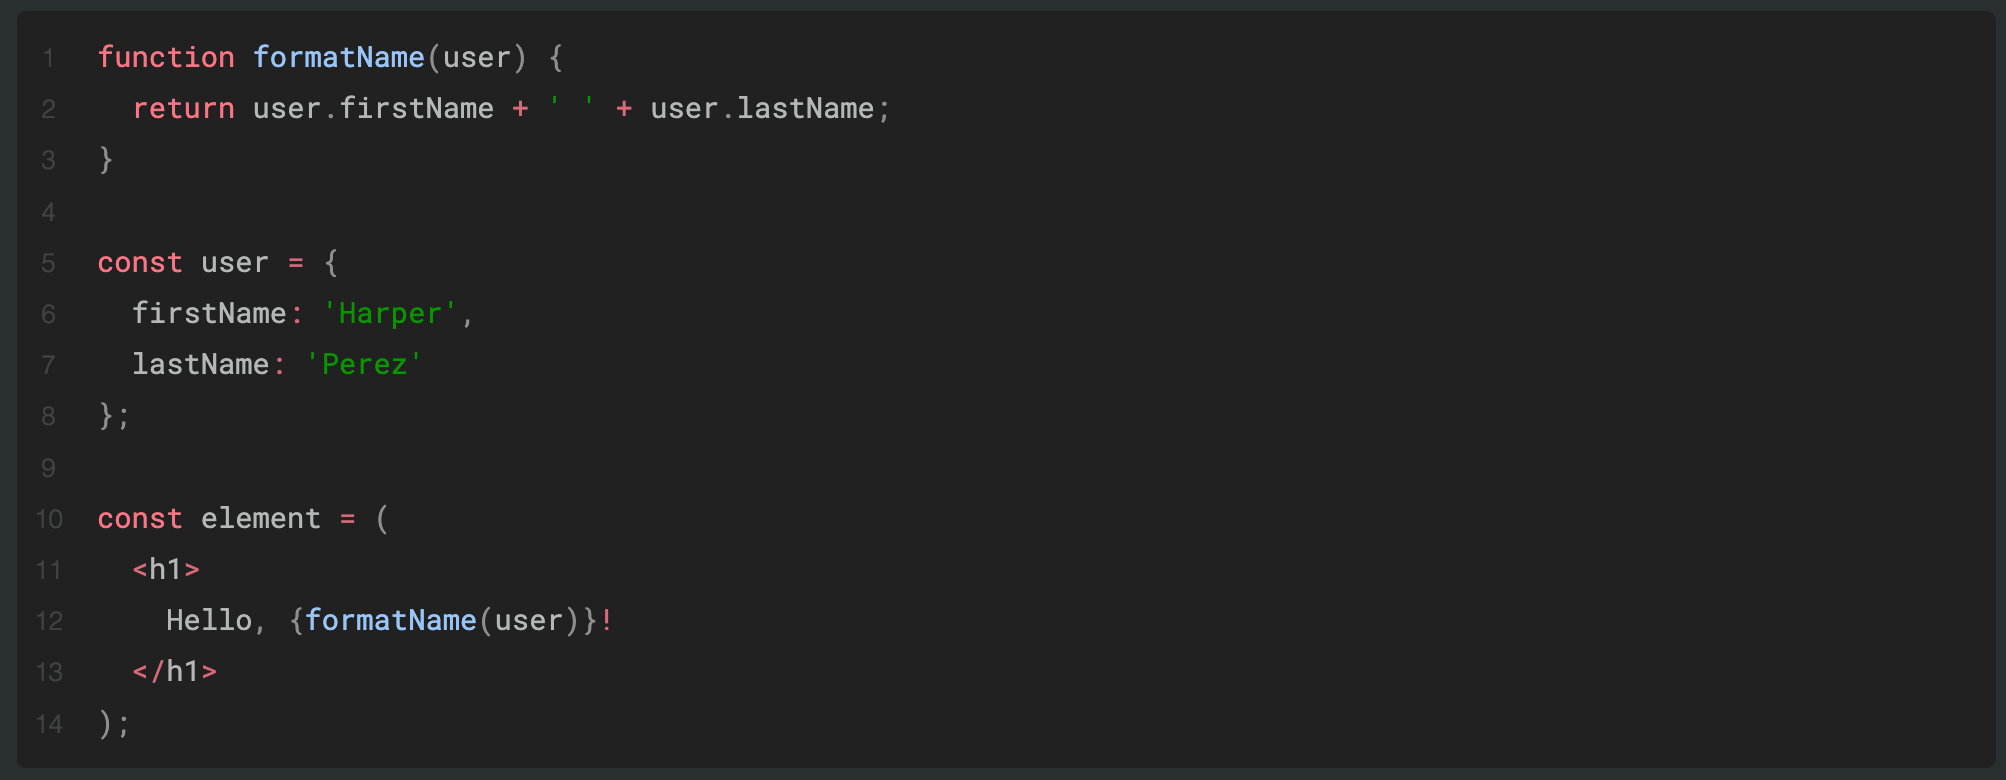 1 function formatName(user) {
2   return user.firstName + ' ' + user.lastName;
3 }
4
5 const user = {
6   firstName: 'Harper',
7   lastName: 'Perez'
8 };
9
10 const element = (
11   <h1>
12     Hello, {formatName(user)}!
13   </h1>
14 );